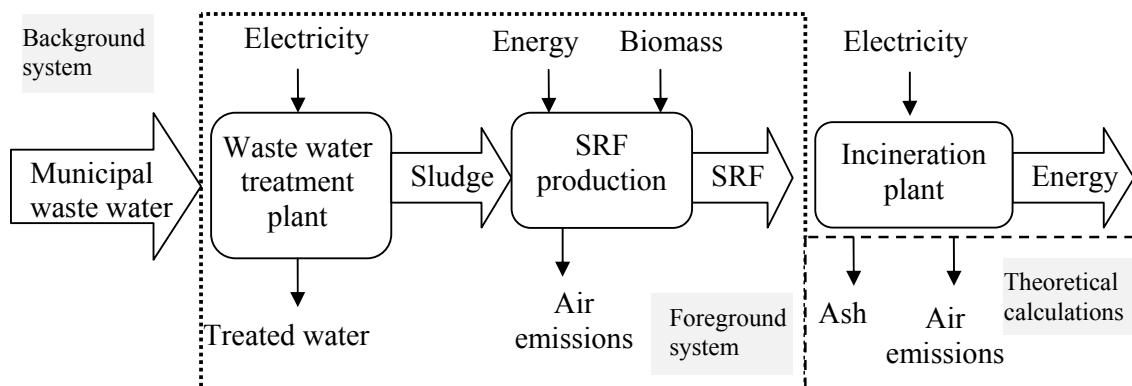 Background
system
Electricity
Energy
Biomass
Electricity
Municipal
waste water
Waste water
treatment
plant
Sludge
SRF
production
SRF
Incineration
plant
Energy
Treated water
Air
emissions
Foreground
system
Ash
Air
emissions
Theoretical
calculations